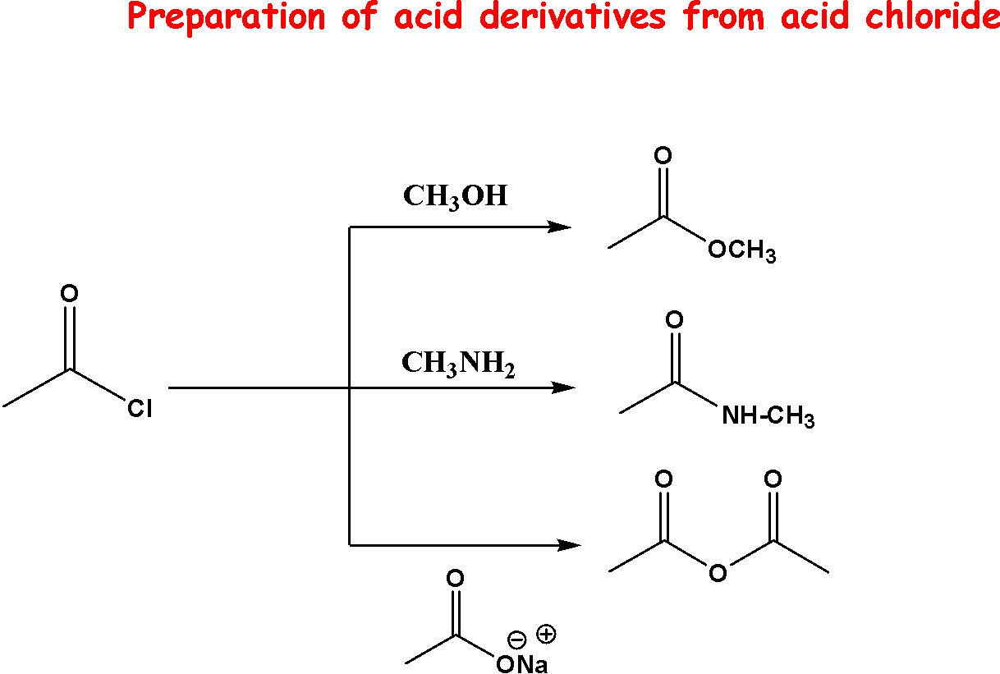 Preparation of acid derivatives from acid chloride
O
CH₃OH
OCH₃
O
Cl
O
CH₃NH₂
NH-CH₃
O O
O
O
⊖ ⊕
ONa